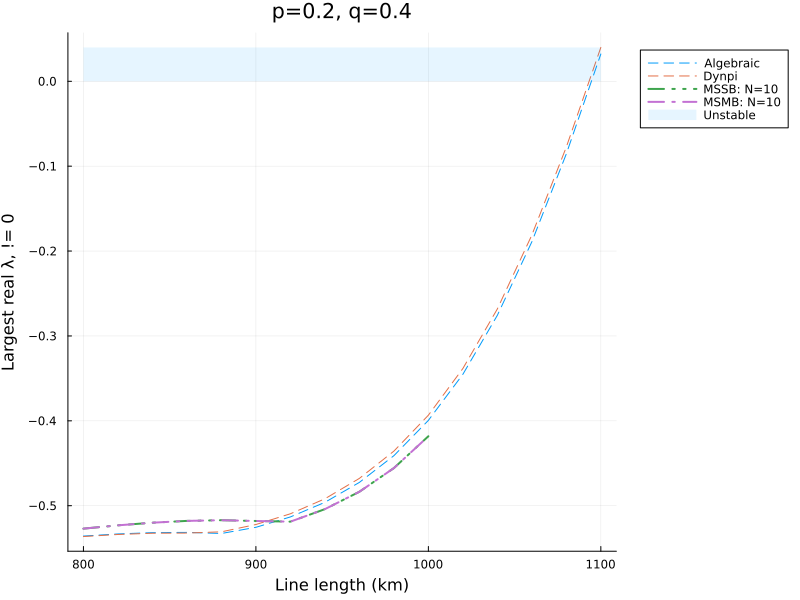 p=0.2, q=0.4
Largest real λ, != 0
0.0
−0.1
−0.2
−0.3
−0.4
−0.5
800
900
1000
1100
Line length (km)
Algebraic
Dynpi
MSSB: N=10
MSMB: N=10
Unstable